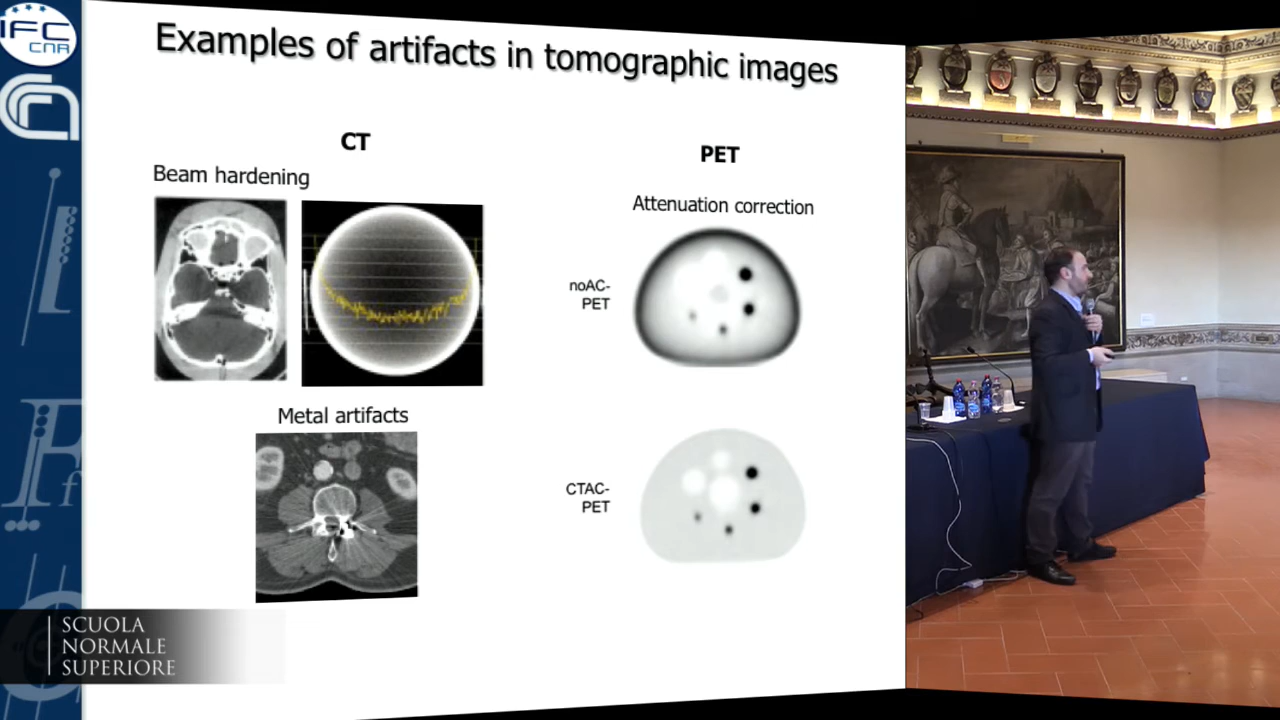 IFC
CNR
Examples of artifacts in tomographic images
CT
Beam hardening
Metal artifacts
PET
Attenuation correction
noAC-
PET
CTAC-
PET
SCUOLA
NORMALE
SUPERIORE